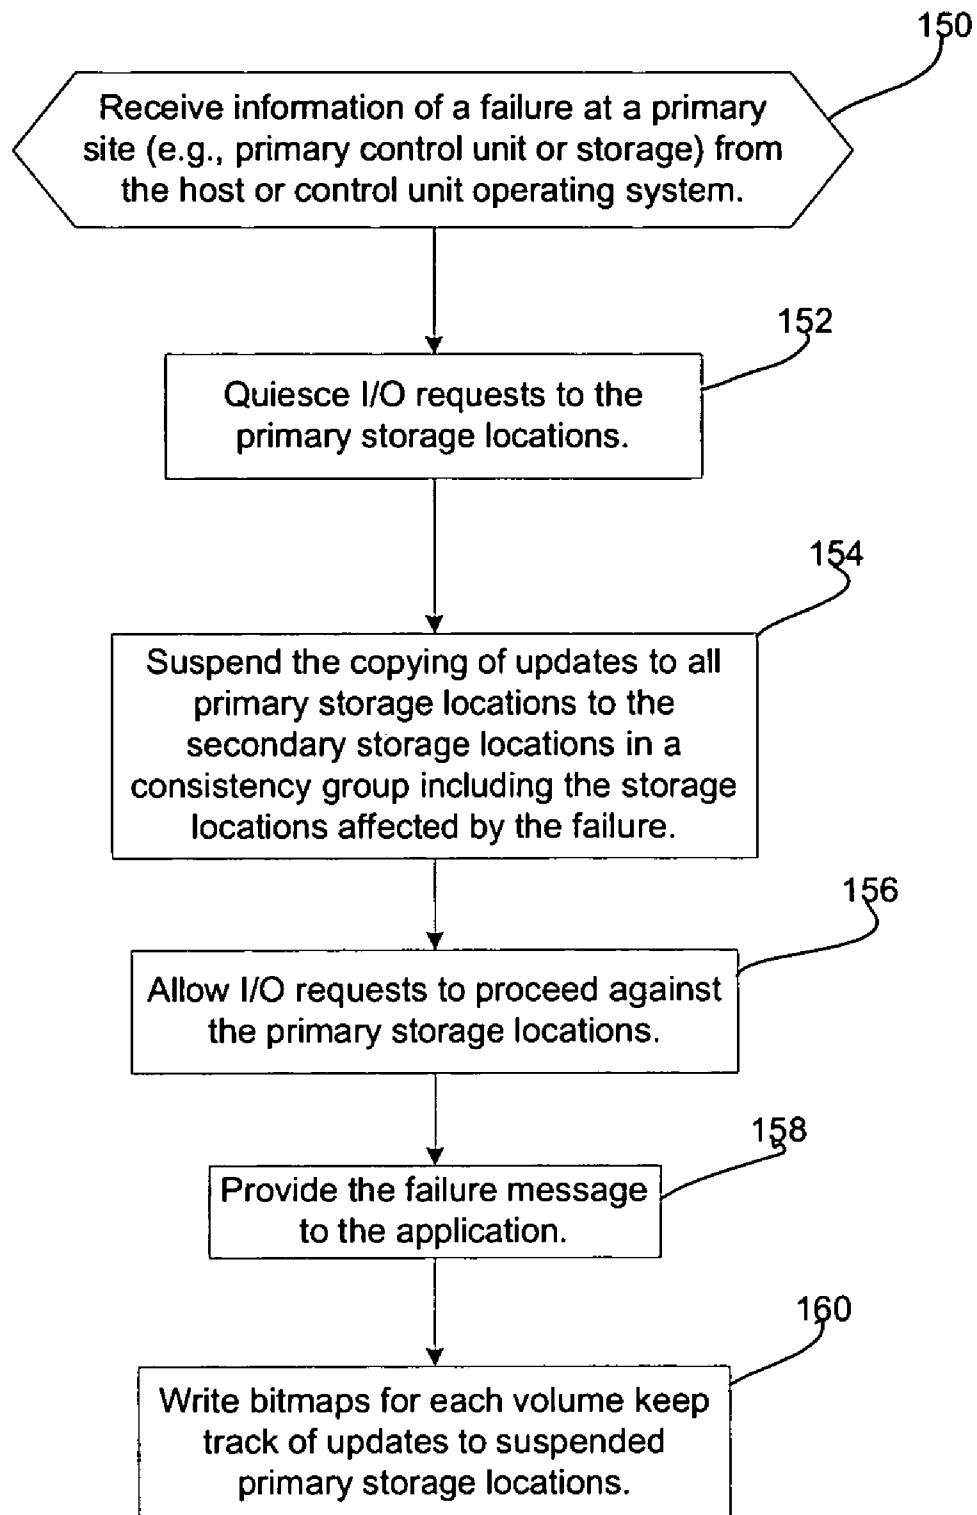 150
Receive information of a failure at a primary
site (e.g., primary control unit or storage) from
the host or control unit operating system.
152
Quiesce I/O requests to the
primary storage locations.
154
Suspend the copying of updates to all
primary storage locations to the
secondary storage locations in a
consistency group including the storage
locations affected by the failure.
156
Allow I/O requests to proceed against
the primary storage locations.
158
Provide the failure message
to the application.
160
Write bitmaps for each volume keep
track of updates to suspended
primary storage locations.